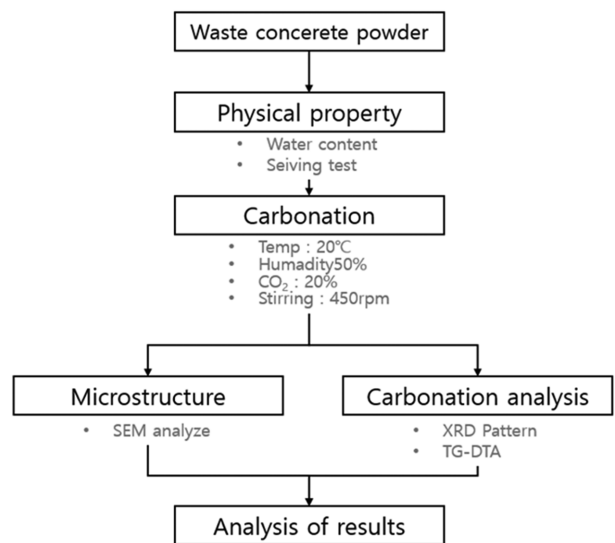 Waste concerete powder
Physical property
• Water content
• Seiving test
Carbonation
• Temp : 20℃
• Humadity50%
• CO₂ : 20%
• Stirring : 450rpm
Microstructure
• SEM analyze
Carbonation analysis
• XRD Pattern
• TG-DTA
Analysis of results